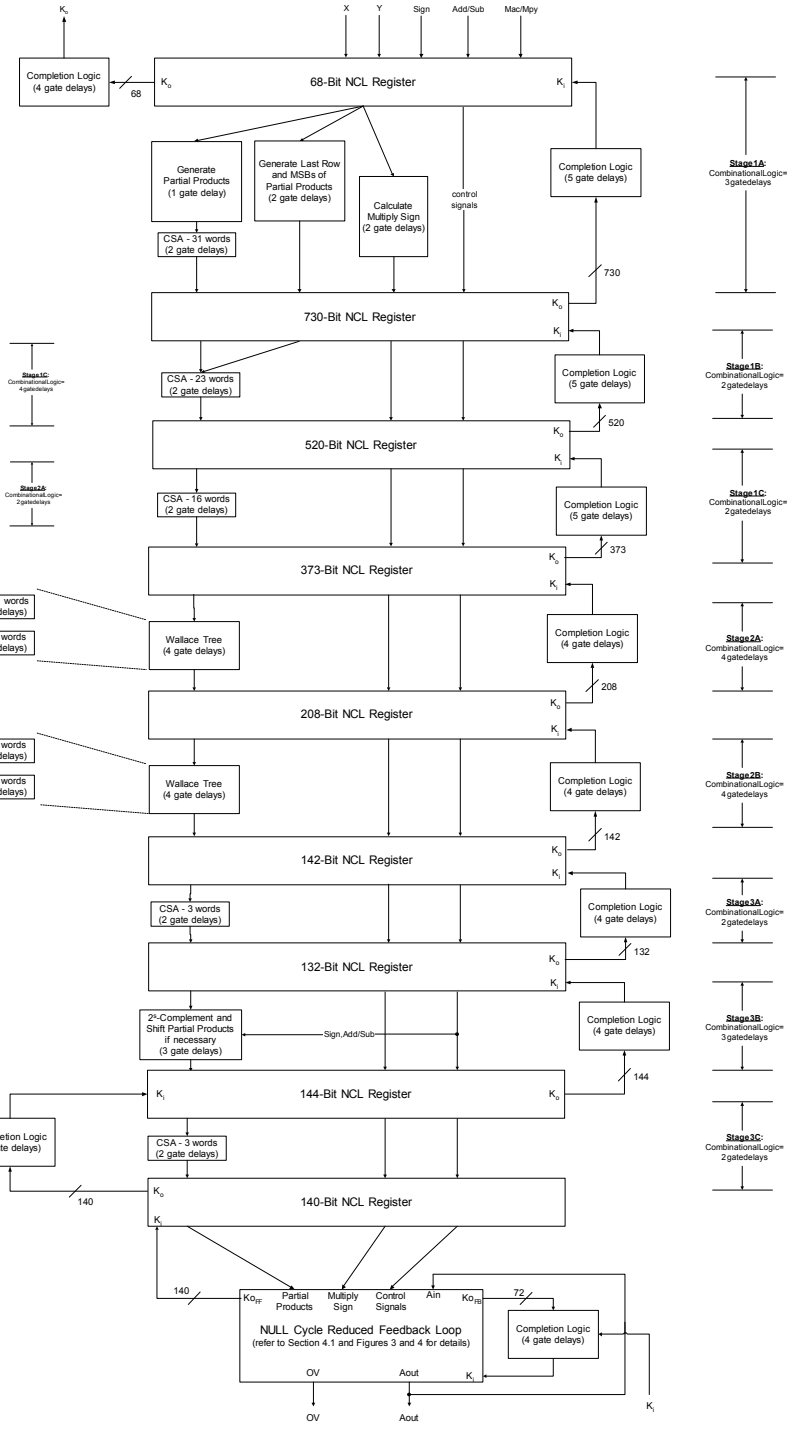 Ko
X Y Sign Add/Sub Mac/Mpy
Completion Logic
(4 gate delays)
68
Ko 68-Bit NCL Register Ki
Generate
Partial Products
(1 gate delay)
Generate Last Row
and MSBs of
Partial Products
(2 gate delays)
Calculate
Multiply Sign
(2 gate delays)
control
signals
Completion Logic
(5 gate delays)
Stage1A:
CombinationalLogic=
3gatedelays
CSA - 31 words
(2 gate delays)
730
730-Bit NCL Register
Ko
Ki
Stage1C:
CombinationalLogic=
4gatedelays
CSA - 23 words
(2 gate delays)
Completion Logic
(5 gate delays)
Stage1B:
CombinationalLogic=
2gatedelays
520
520-Bit NCL Register
Ko
Ki
Stage2A:
CombinationalLogic=
2gatedelays
CSA - 16 words
(2 gate delays)
Completion Logic
(5 gate delays)
Stage1C:
CombinationalLogic=
2gatedelays
373
373-Bit NCL Register
Ko
Ki
words
delays)
words
delays)
Wallace Tree
(4 gate delays)
Completion Logic
(4 gate delays)
Stage2A:
CombinationalLogic=
4gatedelays
208
208-Bit NCL Register
Ko
Ki
words
delays)
words
delays)
Wallace Tree
(4 gate delays)
Completion Logic
(4 gate delays)
Stage2B:
CombinationalLogic=
4gatedelays
142
142-Bit NCL Register
Ko
Ki
CSA - 3 words
(2 gate delays)
Completion Logic
(4 gate delays)
Stage3A:
CombinationalLogic=
2gatedelays
132
132-Bit NCL Register
Ko
Ki
2s-Complement and
Shift Partial Products
if necessary
(3 gate delays)
Sign,Add/Sub
Completion Logic
(4 gate delays)
Stage3B:
CombinationalLogic=
3gatedelays
144
Ki 144-Bit NCL Register Ko
etion Logic
te delays)
CSA - 3 words
(2 gate delays)
Stage3C:
CombinationalLogic=
2gatedelays
140
Ko
Ki
140-Bit NCL Register
140
KoFF
Partial
Products
Multiply
Sign
Control
Signals
Ain
KoFB
72
NULL Cycle Reduced Feedback Loop
(refer to Section 4.1 and Figures 3 and 4 for details)
Completion Logic
(4 gate delays)
OV Aout Ki
Ki
OV Aout